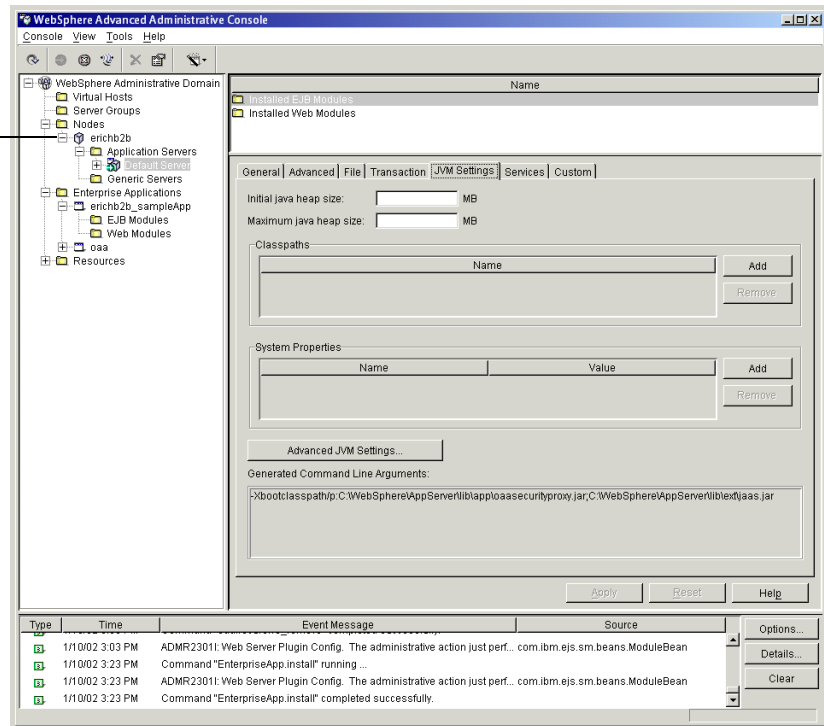 WebSphere Advanced Administrative Console
Console View Tools Help
WebSphere Administrative Domain
Virtual Hosts
Server Groups
Nodes
erichb2b
Application Servers
Default Server
Generic Servers
Enterprise Applications
erichb2b_sampleApp
EJB Modules
Web Modules
oaa
Resources
Name
Installed EJB Modules
Installed Web Modules
General Advanced File Transaction JVM Settings Services Custom
Initial java heap size: MB
Maximum java heap size: MB
Classpaths
Name
Add
Remove
System Properties
Name Value
Add
Remove
Advanced JVM Settings...
Generated Command Line Arguments:
-Xbootclasspath/p:C:\WebSphere\AppServer\lib\app\oaasecurityproxy.jar;C:\WebSphere\AppServer\lib\ext\jaas.jar
Apply Reset Help
Type Time Event Message Source
1/10/02 3:03 PM ADMR2301I: Web Server Plugin Config. The administrative action just perf... com.ibm.ejs.sm.beans.ModuleBean
1/10/02 3:23 PM Command "EnterpriseApp.install" running ...
1/10/02 3:23 PM ADMR2301I: Web Server Plugin Config. The administrative action just perf... com.ibm.ejs.sm.beans.ModuleBean
1/10/02 3:23 PM Command "EnterpriseApp.install" completed successfully.
Options...
Details...
Clear